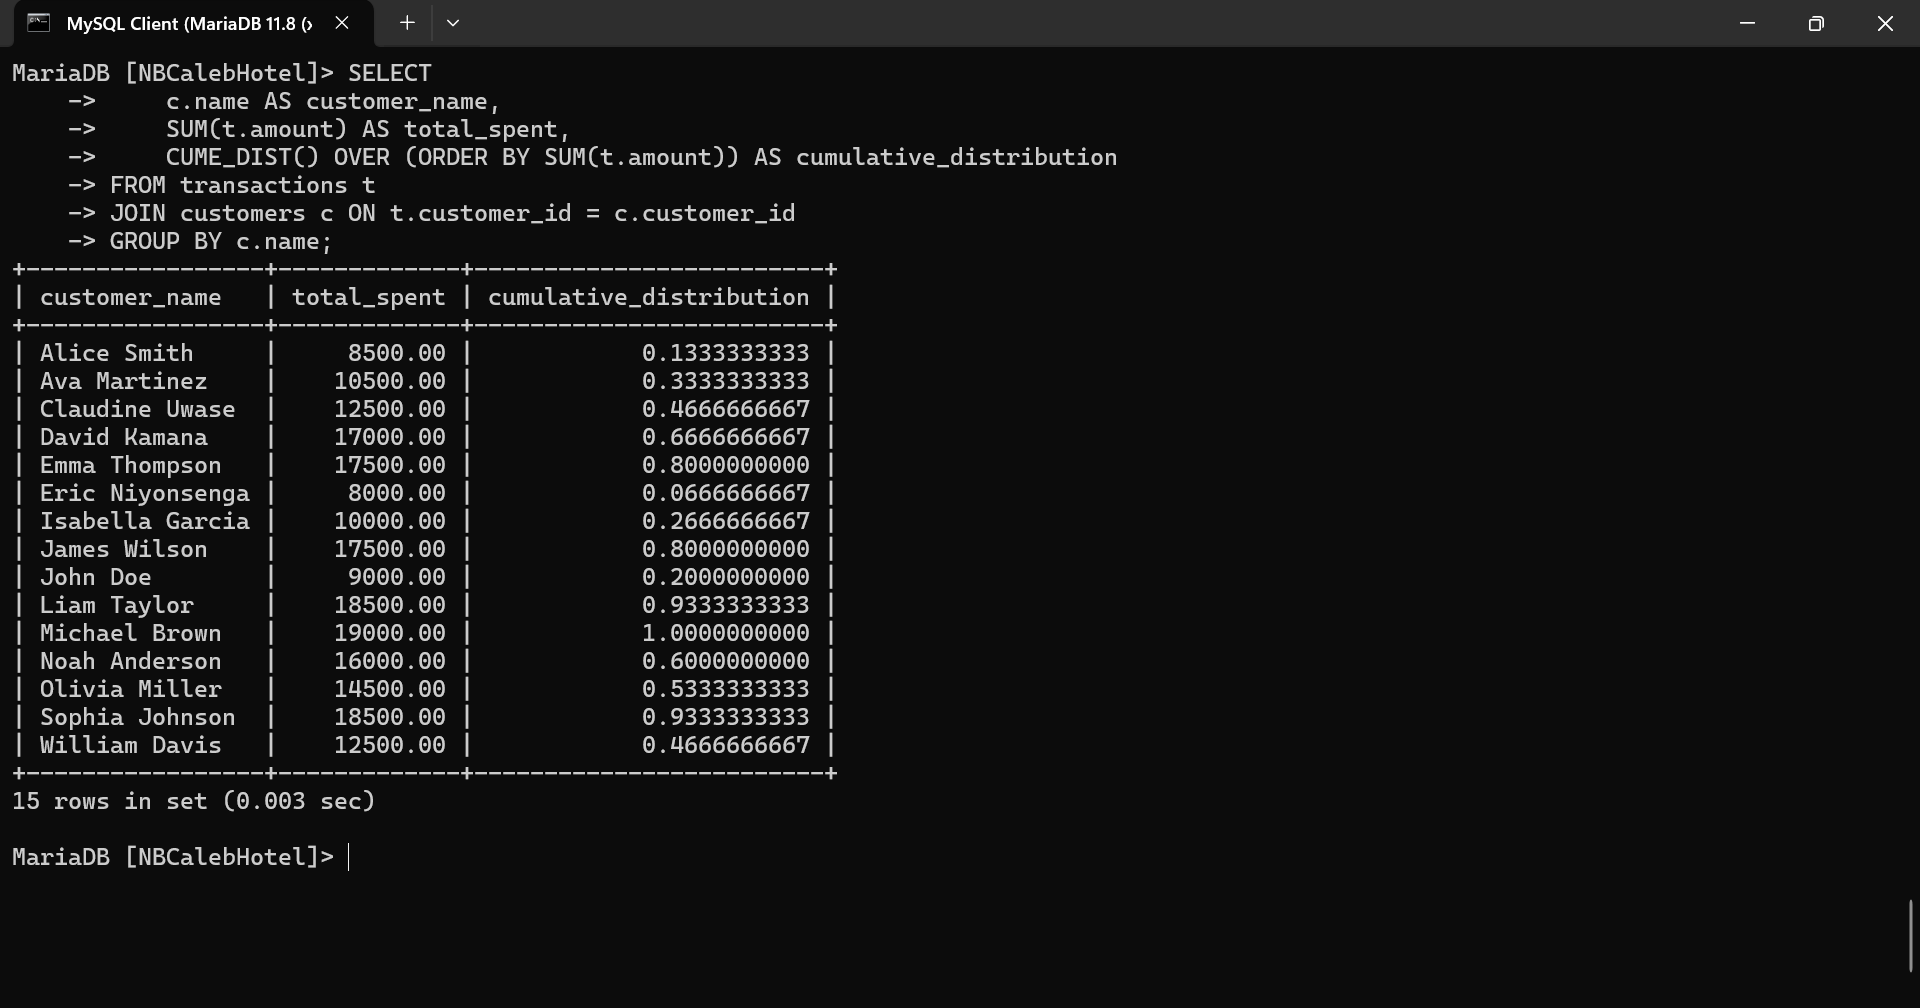 MySQL Client (MariaDB 11.8 (x
MariaDB [NBCalebHotel]> SELECT
    ->     c.name AS customer_name,
    ->     SUM(t.amount) AS total_spent,
    ->     CUME_DIST() OVER (ORDER BY SUM(t.amount)) AS cumulative_distribution
    -> FROM transactions t
    -> JOIN customers c ON t.customer_id = c.customer_id
    -> GROUP BY c.name;
+-----------------+-------------+-------------------------+
| customer_name   | total_spent | cumulative_distribution |
+-----------------+-------------+-------------------------+
| Alice Smith     |     8500.00 |            0.1333333333 |
| Ava Martinez    |    10500.00 |            0.3333333333 |
| Claudine Uwase  |    12500.00 |            0.4666666667 |
| David Kamana    |    17000.00 |            0.6666666667 |
| Emma Thompson   |    17500.00 |            0.8000000000 |
| Eric Niyonsenga |     8000.00 |            0.0666666667 |
| Isabella Garcia |    10000.00 |            0.2666666667 |
| James Wilson    |    17500.00 |            0.8000000000 |
| John Doe        |     9000.00 |            0.2000000000 |
| Liam Taylor     |    18500.00 |            0.9333333333 |
| Michael Brown   |    19000.00 |            1.0000000000 |
| Noah Anderson   |    16000.00 |            0.6000000000 |
| Olivia Miller   |    14500.00 |            0.5333333333 |
| Sophia Johnson  |    18500.00 |            0.9333333333 |
| William Davis   |    12500.00 |            0.4666666667 |
+-----------------+-------------+-------------------------+
15 rows in set (0.003 sec)
MariaDB [NBCalebHotel]>